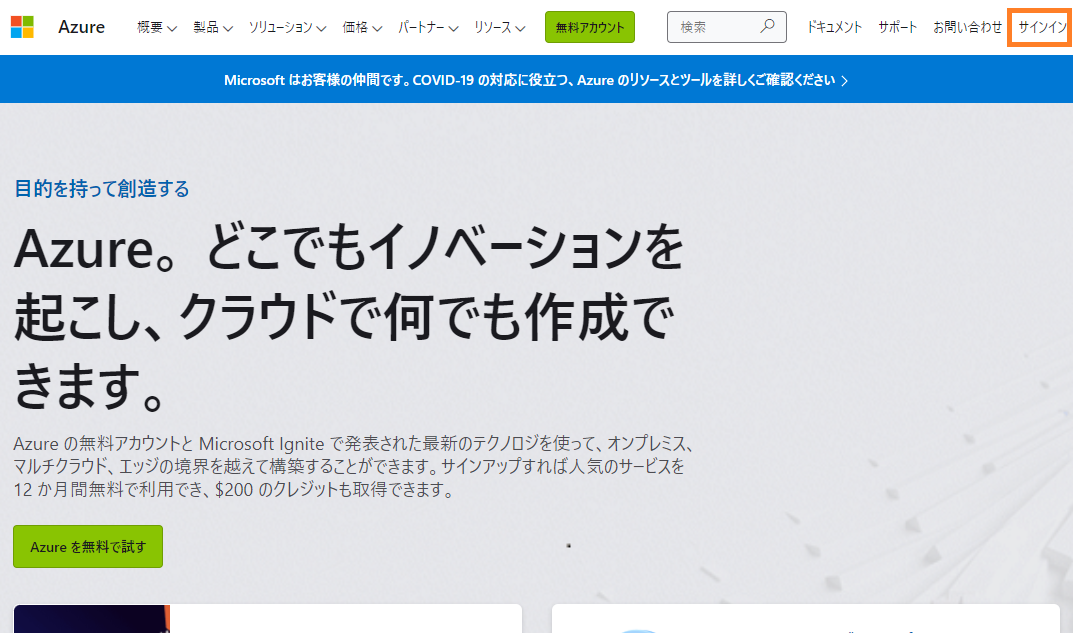 Azure 概要 製品 ソリューション 価格 パートナー リソース 無料アカウント 検索 ドキュメント サポート お問い合わせ サインイン
Microsoft はお客様の仲間です。COVID-19 の対応に役立つ、Azure のリソースとツールを詳しくご確認ください
目的を持って創造する
Azure。どこでもイノベーションを
起こし、クラウドで何でも作成で
きます。
Azure の無料アカウントと Microsoft Ignite で発表された最新のテクノロジを使って、オンプレミス、
マルチクラウド、エッジの境界を越えて構築することができます。サインアップすれば人気のサービスを
12 か月間無料で利用でき、$200 のクレジットも取得できます。
Azure を無料で試す